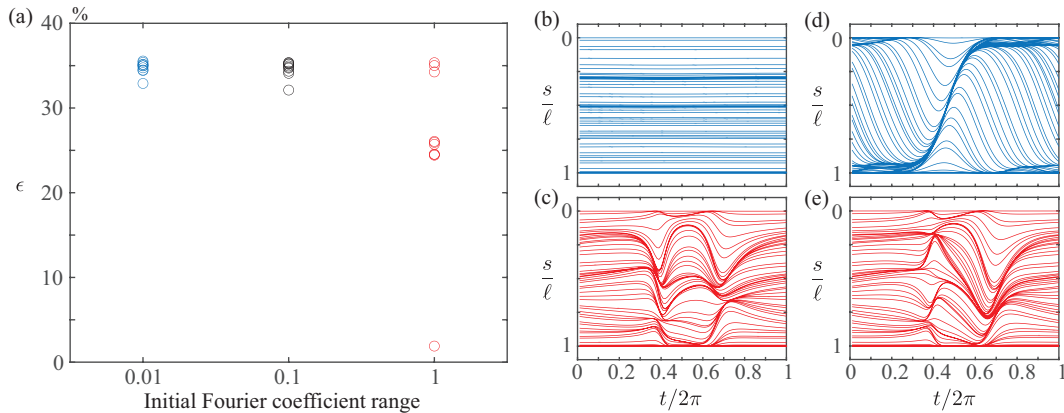 (a)
%
40
30
20
10
0
ϵ
0.01
0.1
1
Initial Fourier coefficient range
(b)
0
s/ℓ
1
(d)
0
s/ℓ
1
(c)
0
s/ℓ
1
0 0.2 0.4 0.6 0.8 1
t/2π
(e)
0
s/ℓ
1
0 0.2 0.4 0.6 0.8 1
t/2π